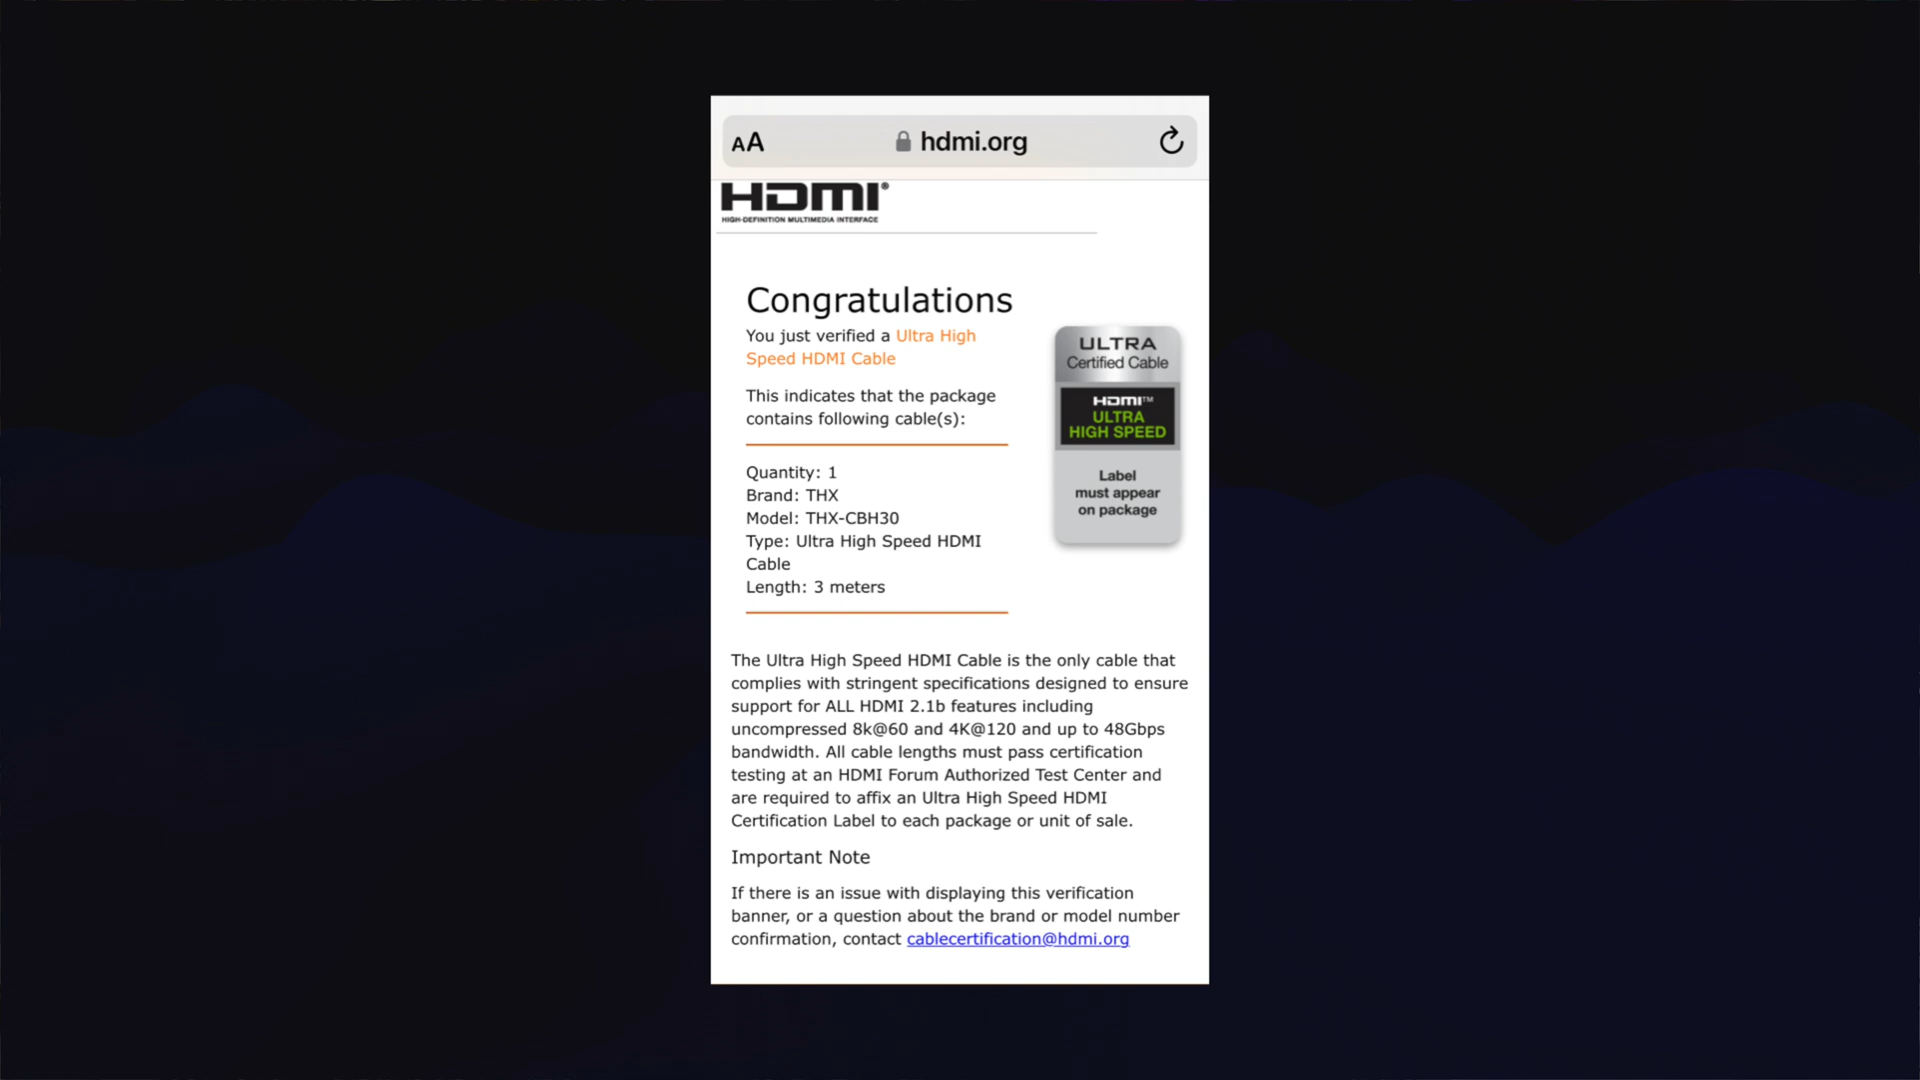 AA hdmi.org
HDMI®
HIGH-DEFINITION MULTIMEDIA INTERFACE
Congratulations
You just verified a Ultra High
Speed HDMI Cable
This indicates that the package
contains following cable(s):
Quantity: 1
Brand: THX
Model: THX-CBH30
Type: Ultra High Speed HDMI
Cable
Length: 3 meters
ULTRA
Certified Cable
HDMI™
ULTRA
HIGH SPEED
Label
must appear
on package
The Ultra High Speed HDMI Cable is the only cable that
complies with stringent specifications designed to ensure
support for ALL HDMI 2.1b features including
uncompressed 8k@60 and 4K@120 and up to 48Gbps
bandwidth. All cable lengths must pass certification
testing at an HDMI Forum Authorized Test Center and
are required to affix an Ultra High Speed HDMI
Certification Label to each package or unit of sale.
Important Note
If there is an issue with displaying this verification
banner, or a question about the brand or model number
confirmation, contact cablecertification@hdmi.org